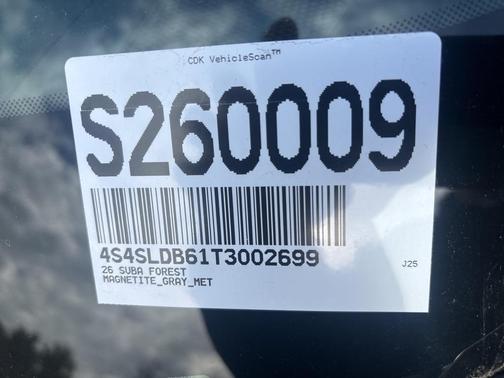 CDK VehicleScan™
S260009
4S4SLDB61T3002699
26 SUBA FOREST
MAGNETITE_GRAY_MET
J25